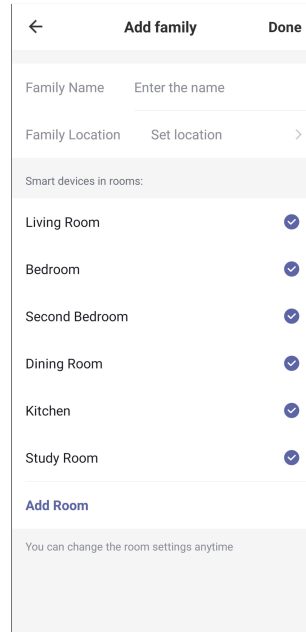 Add family Done
Family Name Enter the name
Family Location Set location
Smart devices in rooms:
Living Room
Bedroom
Second Bedroom
Dining Room
Kitchen
Study Room
Add Room
You can change the room settings anytime